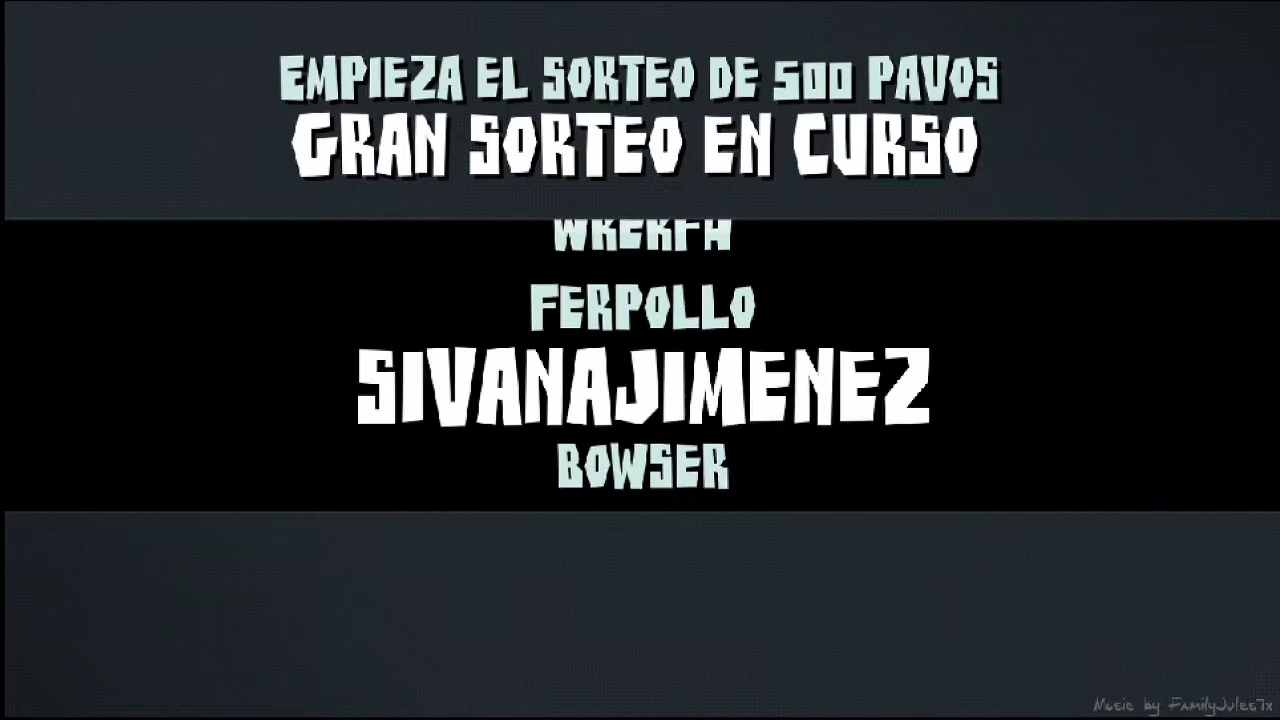 EMPIEZA EL SORTEO DE 500 PAVOS
GRAN SORTEO EN CURSO
FERPOLLO
SIVANAJIMENEZ
BOWSER
Music by FamilyJules7x